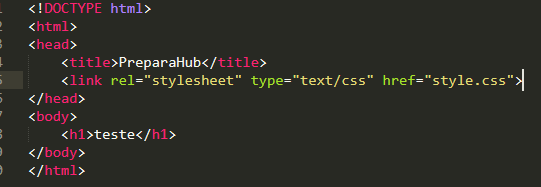 <!DOCTYPE html>
<html>
<head>
    <title>PreparaHub</title>
    <link rel="stylesheet" type="text/css" href="style.css">
</head>
<body>
    <h1>teste</h1>
</body>
</html>